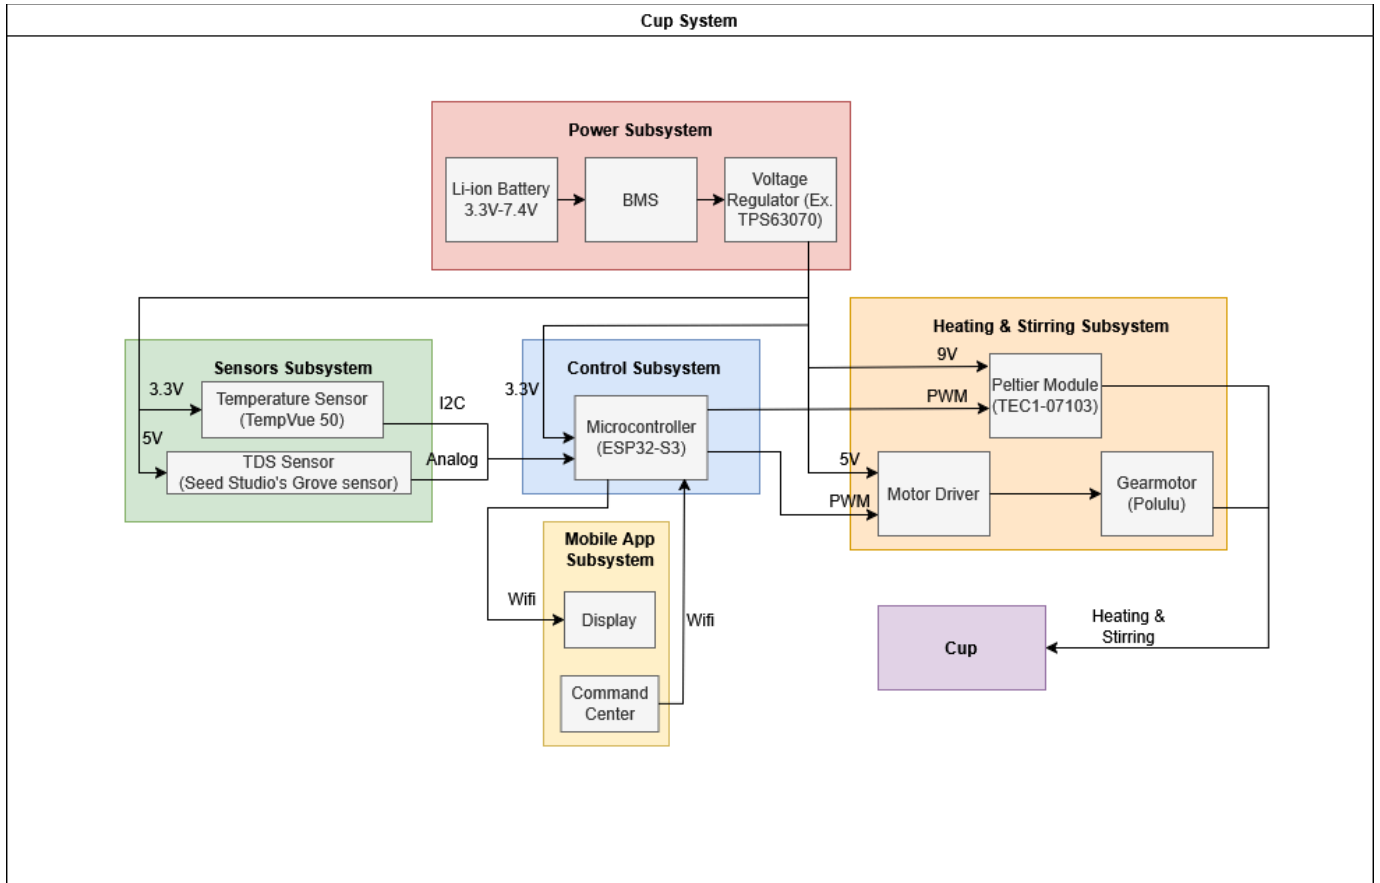 Cup System
Power Subsystem
Li-ion Battery
3.3V-7.4V
BMS
Voltage
Regulator (Ex.
TPS63070)
Sensors Subsystem
3.3V
Temperature Sensor
(TempVue 50)
I2C
5V
TDS Sensor
(Seed Studio's Grove sensor)
Analog
Control Subsystem
3.3V
Microcontroller
(ESP32-S3)
Heating & Stirring Subsystem
9V
PWM
Peltier Module
(TEC1-07103)
5V
PWM
Motor Driver
Gearmotor
(Polulu)
Mobile App
Subsystem
Wifi
Display
Wifi
Command
Center
Cup
Heating &
Stirring